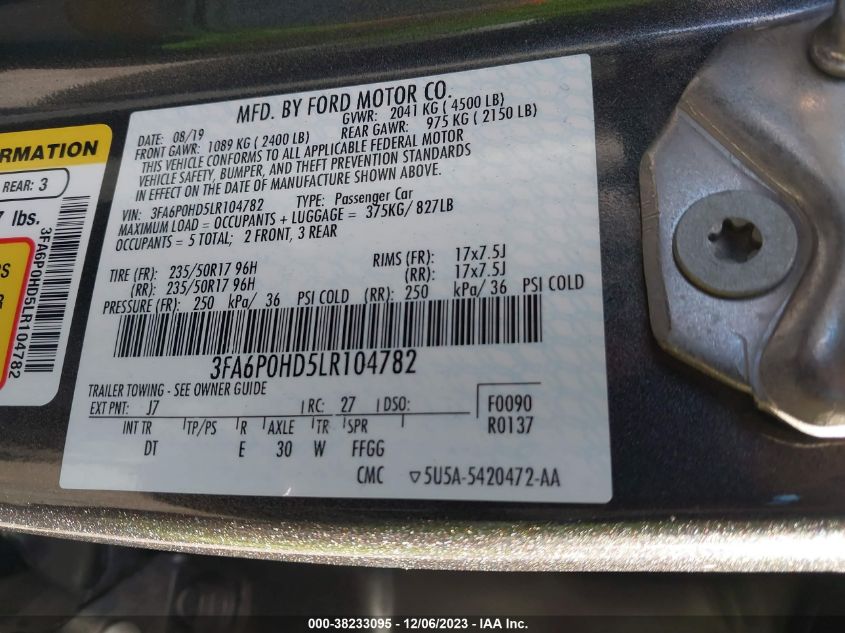 MFD. BY FORD MOTOR CO.
DATE: 08/19 GVWR: 2041 KG ( 4500 LB)
FRONT GAWR: 1089 KG ( 2400 LB) REAR GAWR: 975 KG ( 2150 LB)
THIS VEHICLE CONFORMS TO ALL APPLICABLE FEDERAL MOTOR
VEHICLE SAFETY, BUMPER, AND THEFT PREVENTION STANDARDS
IN EFFECT ON THE DATE OF MANUFACTURE SHOWN ABOVE.
VIN: 3FA6P0HD5LR104782 TYPE: Passenger Car
MAXIMUM LOAD = OCCUPANTS + LUGGAGE = 375KG/ 827LB
OCCUPANTS = 5 TOTAL; 2 FRONT, 3 REAR
TIRE (FR): 235/50R17 96H RIMS (FR): 17x7.5J
(RR): 235/50R17 96H (RR): 17x7.5J
PRESSURE (FR): 250 kPa/ 36 PSI COLD (RR): 250 kPa/ 36 PSI COLD
3FA6P0HD5LR104782
TRAILER TOWING - SEE OWNER GUIDE
EXT PNT: J7 RC: 27 DSO: F0090
INT TR TP/PS R AXLE TR SPR R0137
DT E 30 W FFGG
CMC ▽5U5A-5420472-AA
ORMATION
REAR: 3
lbs.
3FA6P0HD5LR104782
000-38233095 - 12/06/2023 - IAA Inc.